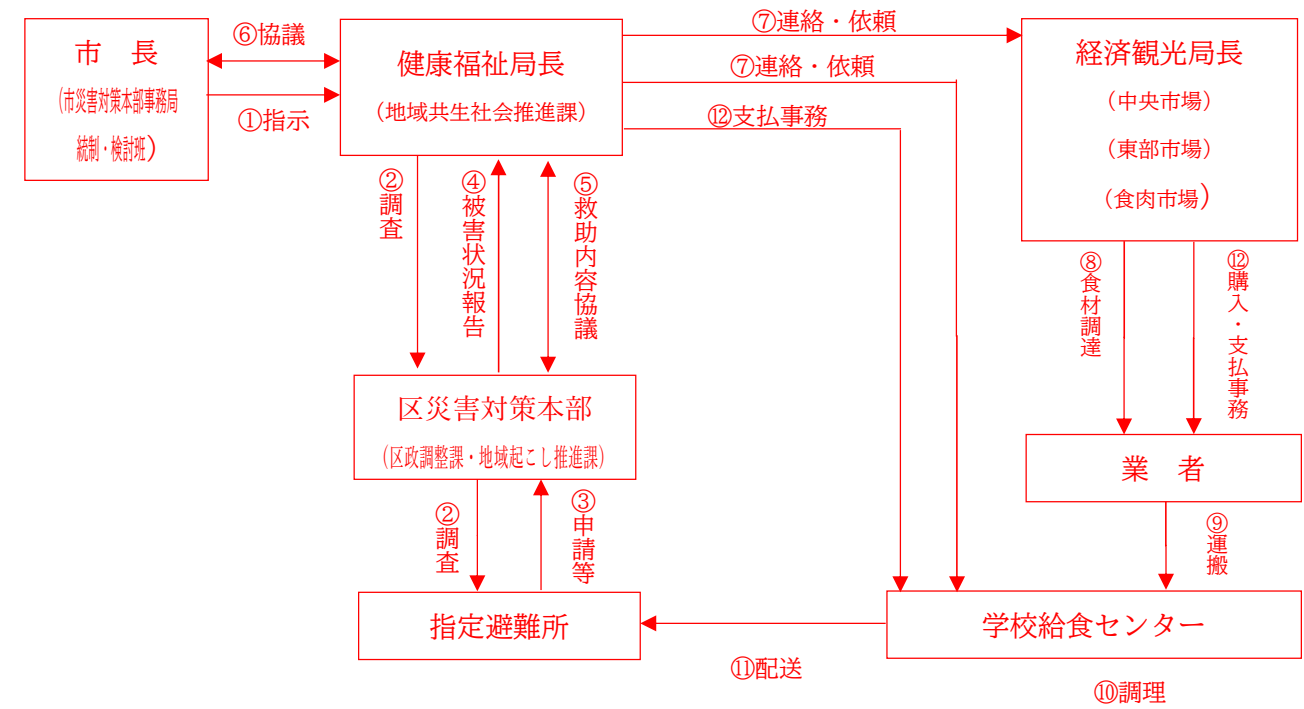 市　長
（市災害対策本部事務局
統制・検討班）
⑥協議
①指示
健康福祉局長
（地域共生社会推進課）
⑦連絡・依頼
⑦連絡・依頼
⑫支払事務
経済観光局長
（中央市場）
（東部市場）
（食肉市場）
②調査
④被害状況報告
⑤救助内容協議
⑧食材調達
⑫購入・支払事務
区災害対策本部
（区政調整課・地域起こし推進課）
業　者
②調査
③申請等
⑨運搬
指定避難所
学校給食センター
⑪配送
⑩調理